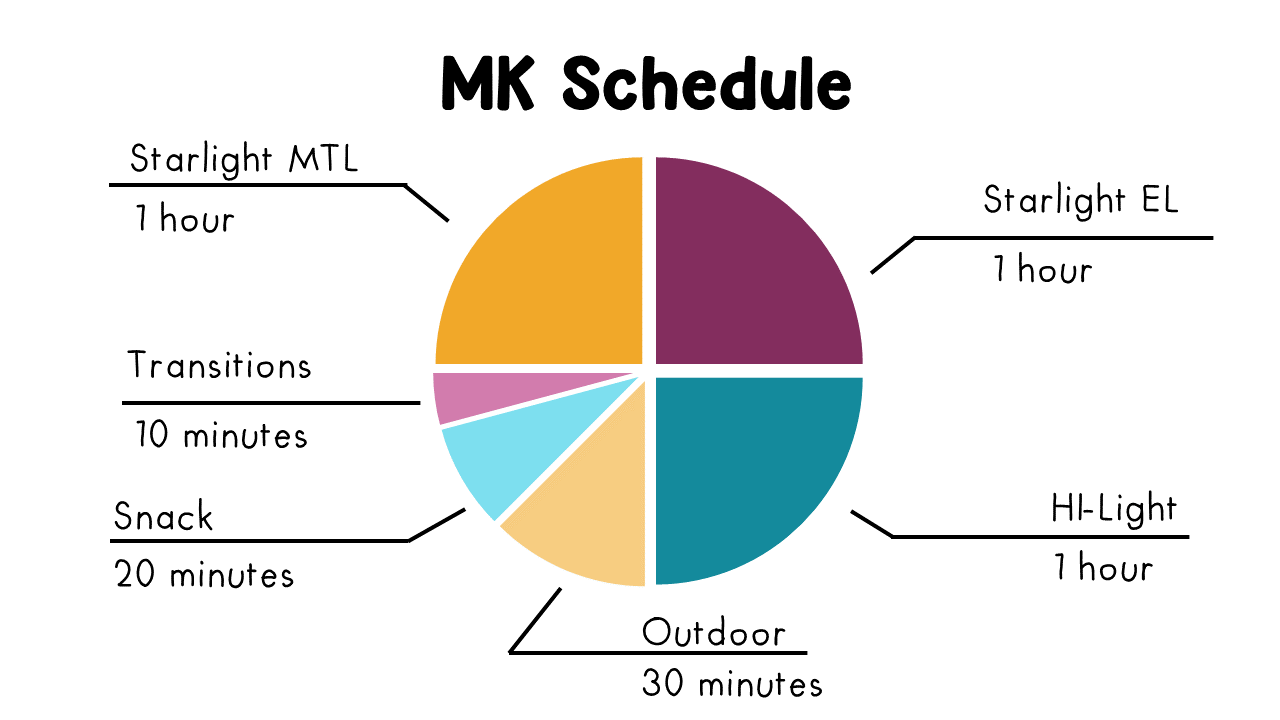 MK Schedule
Starlight MTL
1 hour
Starlight EL
1 hour
Transitions
10 minutes
Snack
20 minutes
HI-Light
1 hour
Outdoor
30 minutes